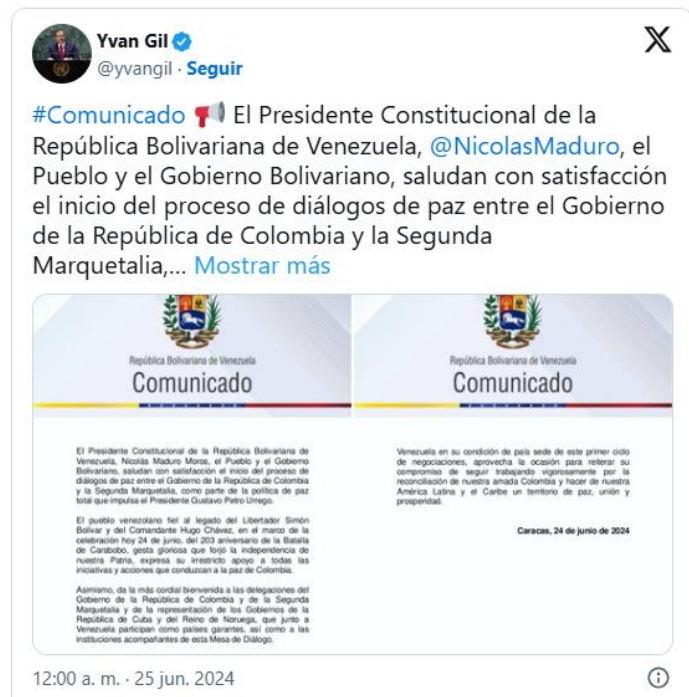 Yvan Gil
@yvangil · Seguir
#Comunicado 📢 El Presidente Constitucional de la
República Bolivariana de Venezuela, @NicolasMaduro, el
Pueblo y el Gobierno Bolivariano, saludan con satisfacción
el inicio del proceso de diálogos de paz entre el Gobierno
de la República de Colombia y la Segunda
Marquetalia,... Mostrar más
República Bolivariana de Venezuela
Comunicado
El Presidente Constitucional de la República Bolivariana de
Venezuela, Nicolás Maduro Moros, el Pueblo y el Gobierno
Bolivariano, saludan con satisfacción el inicio del proceso de
diálogos de paz entre el Gobierno de la República de Colombia
y la Segunda Marquetalia, como parte de la política de paz
total que impulsa el Presidente Gustavo Petro Urrego.
El pueblo venezolano fiel al legado del Libertador Simón
Bolívar y del Comandante Hugo Chávez, en el marco de la
celebración hoy 24 de junio, del 203 aniversario de la Batalla
de Carabobo, gesta gloriosa que forjó la independencia de
nuestra Patria, expresa su irrestricto apoyo a todas las
iniciativas y acciones que conduzcan a la paz de Colombia.
Asimismo, da la más cordial bienvenida a las delegaciones del
Gobierno de la República de Colombia y de la Segunda
Marquetalia y de la representación de los Gobiernos de la
República de Cuba y del Reino de Noruega, que junto a
Venezuela participan como países garantes, así como a las
instituciones acompañantes de esta Mesa de Diálogo.
República Bolivariana de Venezuela
Comunicado
Venezuela en su condición de país sede de este primer ciclo
de negociaciones, aprovecha la ocasión para reiterar su
compromiso de seguir trabajando vigorosamente por la
reconciliación de nuestra amada Colombia y hacer de nuestra
América Latina y el Caribe un territorio de paz, unión y
prosperidad.
Caracas, 24 de junio de 2024
12:00 a. m. · 25 jun. 2024